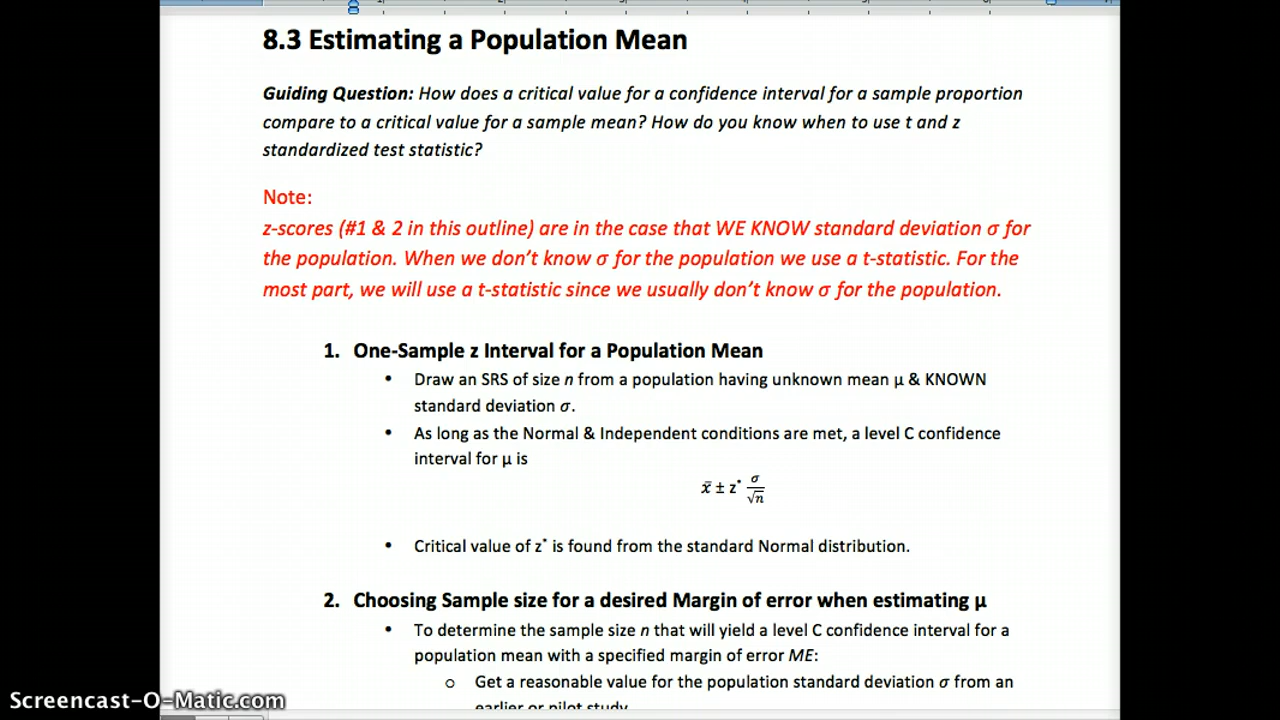 8.3 Estimating a Population Mean
Guiding Question: How does a critical value for a confidence interval for a sample proportion
compare to a critical value for a sample mean? How do you know when to use t and z
standardized test statistic?
Note:
z-scores (#1 & 2 in this outline) are in the case that WE KNOW standard deviation σ for
the population. When we don't know σ for the population we use a t-statistic. For the
most part, we will use a t-statistic since we usually don't know σ for the population.
1. One-Sample z Interval for a Population Mean
• Draw an SRS of size n from a population having unknown mean μ & KNOWN
standard deviation σ.
• As long as the Normal & Independent conditions are met, a level C confidence
interval for μ is
x̄ ± z* σ/√n
• Critical value of z* is found from the standard Normal distribution.
2. Choosing Sample size for a desired Margin of error when estimating μ
• To determine the sample size n that will yield a level C confidence interval for a
population mean with a specified margin of error ME:
o Get a reasonable value for the population standard deviation σ from an
earlier or pilot study
Screencast-O-Matic.com